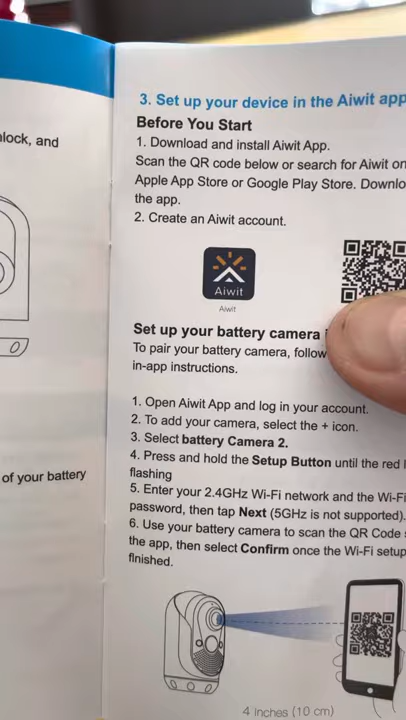 lock, and
of your battery
3. Set up your device in the Aiwit app
Before You Start
1. Download and install Aiwit App.
Scan the QR code below or search for Aiwit on
Apple App Store or Google Play Store. Downlo
the app.
2. Create an Aiwit account.
Aiwit
Aiwit
Set up your battery camera
To pair your battery camera, follow
in-app instructions.
1. Open Aiwit App and log in your account.
2. To add your camera, select the + icon.
3. Select battery Camera 2.
4. Press and hold the Setup Button until the red l
flashing
5. Enter your 2.4GHz Wi-Fi network and the Wi-Fi
password, then tap Next (5GHz is not supported).
6. Use your battery camera to scan the QR Code
the app, then select Confirm once the Wi-Fi setup
finished.
4 inches (10 cm)